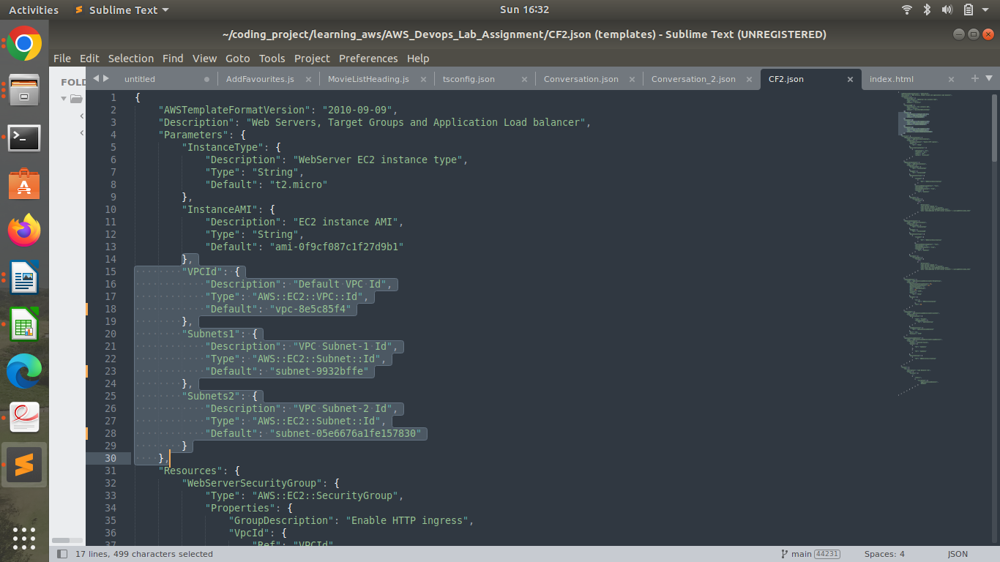 Activities Sublime Text Sun 16:32
~/coding_project/learning_aws/AWS_Devops_Lab_Assignment/CF2.json (templates) - Sublime Text (UNREGISTERED)
File Edit Selection Find View Goto Tools Project Preferences Help
FOLD
untitled AddFavourites.js MovieListHeading.js tsconfig.json Conversation.json Conversation_2.json CF2.json index.html
1 {
2 "AWSTemplateFormatVersion": "2010-09-09",
3 "Description": "Web Servers, Target Groups and Application Load balancer",
4 "Parameters": {
5 "InstanceType": {
6 "Description": "WebServer EC2 instance type",
7 "Type": "String",
8 "Default": "t2.micro"
9 },
10 "InstanceAMI": {
11 "Description": "EC2 instance AMI",
12 "Type": "String",
13 "Default": "ami-0f9cf087c1f27d9b1"
14 },
15 "VPCId": {
16 "Description": "Default VPC Id",
17 "Type": "AWS::EC2::VPC::Id",
18 "Default": "vpc-8e5c85f4"
19 },
20 "Subnets1": {
21 "Description": "VPC Subnet-1 Id",
22 "Type": "AWS::EC2::Subnet::Id",
23 "Default": "subnet-9932bffe"
24 },
25 "Subnets2": {
26 "Description": "VPC Subnet-2 Id",
27 "Type": "AWS::EC2::Subnet::Id",
28 "Default": "subnet-05e6676a1fe157830"
29 }
30 },
31 "Resources": {
32 "WebServerSecurityGroup": {
33 "Type": "AWS::EC2::SecurityGroup",
34 "Properties": {
35 "GroupDescription": "Enable HTTP ingress",
36 "VpcId": {
37 "Ref": "VPCId"
17 lines, 499 characters selected main 44231 Spaces: 4 JSON